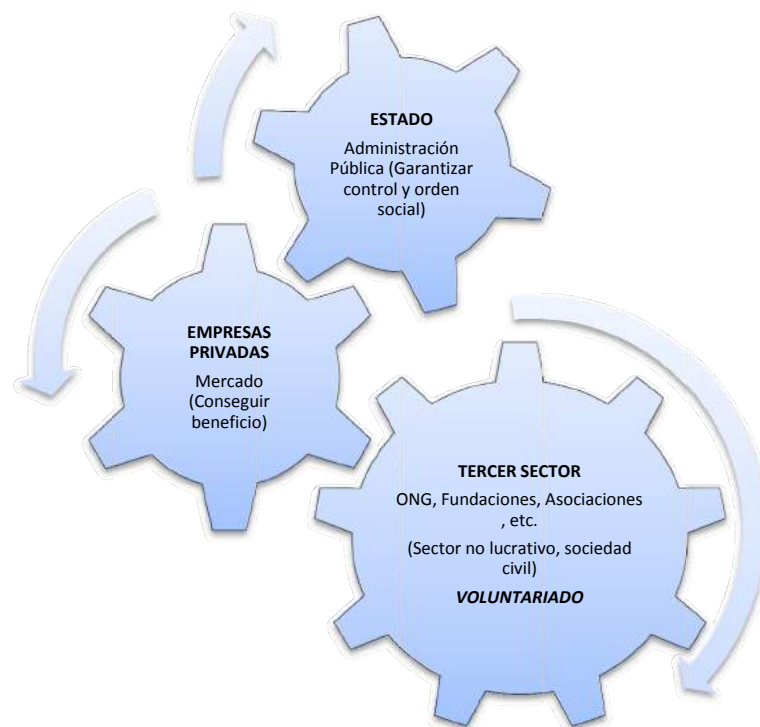 ESTADO
Administración
Pública (Garantizar
control y orden
social)
EMPRESAS
PRIVADAS
Mercado
(Conseguir
beneficio)
TERCER SECTOR
ONG, Fundaciones, Asociaciones
, etc.
(Sector no lucrativo, sociedad
civil)
VOLUNTARIADO